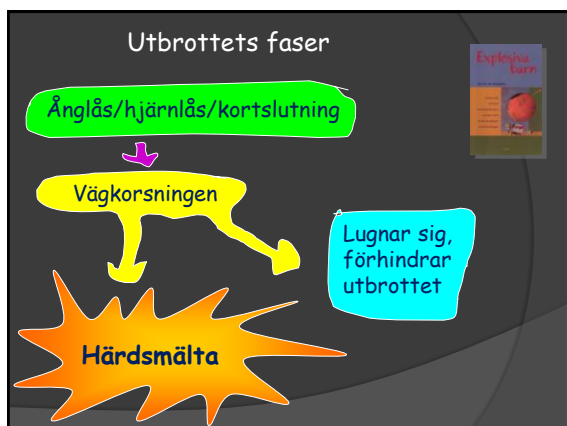 Utbrottets faser
Explosiva
barn
Ånglås/hjärnlås/kortslutning
Vägkorsningen
Lugnar sig,
förhindrar
utbrottet
Härdsmälta